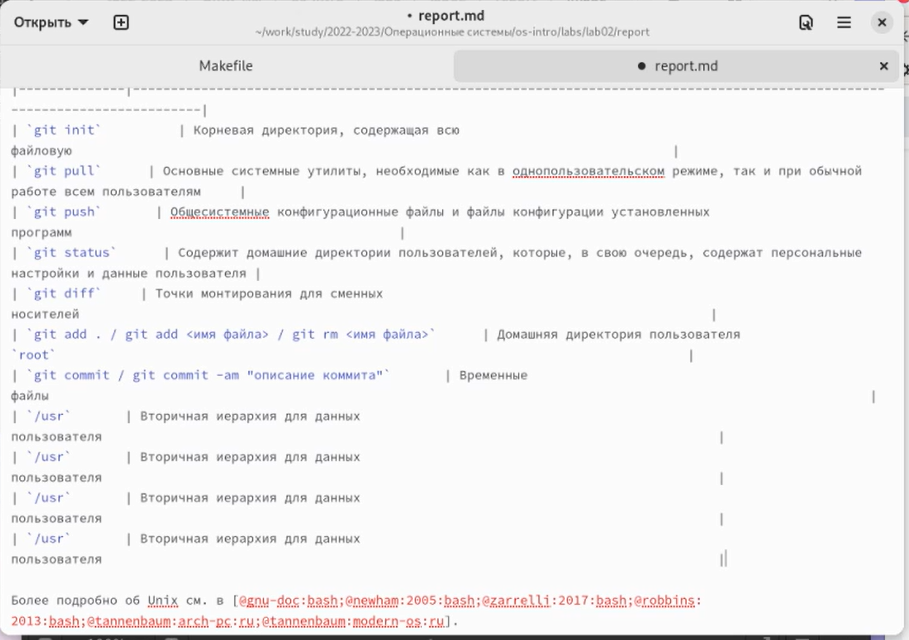 Открыть
• report.md
~/work/study/2022-2023/Операционные системы/os-intro/labs/lab02/report
Makefile
● report.md
|--------------|----------------------------------------------------------------------------------------------------
-------------------------|
| `git init` | Корневая директория, содержащая всю
файловую |
| `git pull` | Основные системные утилиты, необходимые как в однопользовательском режиме, так и при обычной
работе всем пользователям |
| `git push` | Общесистемные конфигурационные файлы и файлы конфигурации установленных
программ |
| `git status` | Содержит домашние директории пользователей, которые, в свою очередь, содержат персональные
настройки и данные пользователя |
| `git diff` | Точки монтирования для сменных
носителей |
| `git add . / git add <имя файла> / git rm <имя файла>` | Домашняя директория пользователя
`root` |
| `git commit / git commit -am "описание коммита"` | Временные
файлы |
| `/usr` | Вторичная иерархия для данных
пользователя |
| `/usr` | Вторичная иерархия для данных
пользователя |
| `/usr` | Вторичная иерархия для данных
пользователя |
| `/usr` | Вторичная иерархия для данных
пользователя |
Более подробно об Unix см. в [@gnu-doc:bash;@newham:2005:bash;@zarrelli:2017:bash;@robbins:
2013:bash;@tannenbaum:arch-pc:ru;@tannenbaum:modern-os:ru].